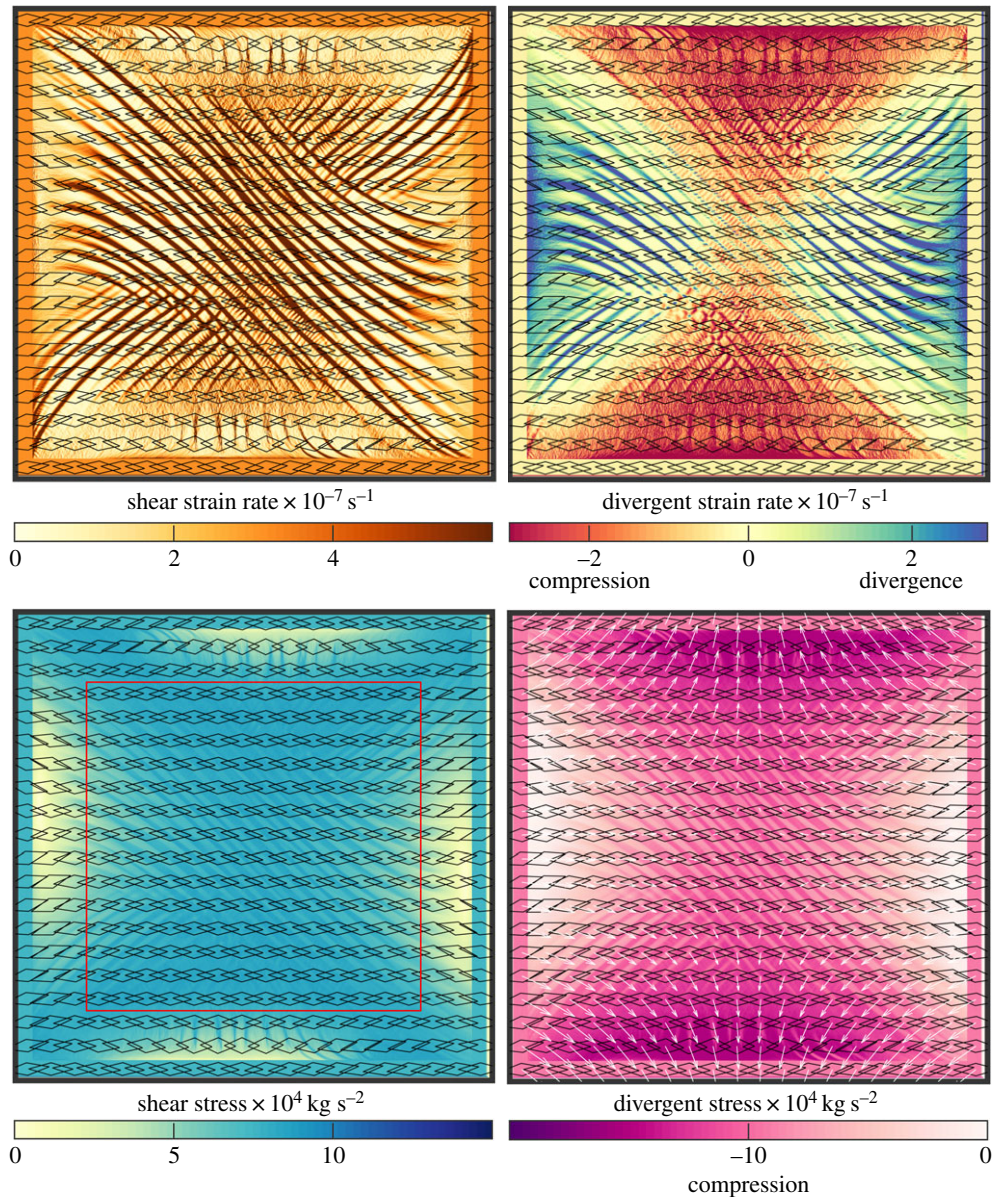 shear strain rate × 10⁻⁷ s⁻¹
divergent strain rate × 10⁻⁷ s⁻¹
0 2 4
−2 0 2
compression divergence
shear stress × 10⁴ kg s⁻²
divergent stress × 10⁴ kg s⁻²
0 5 10
−10 0
compression